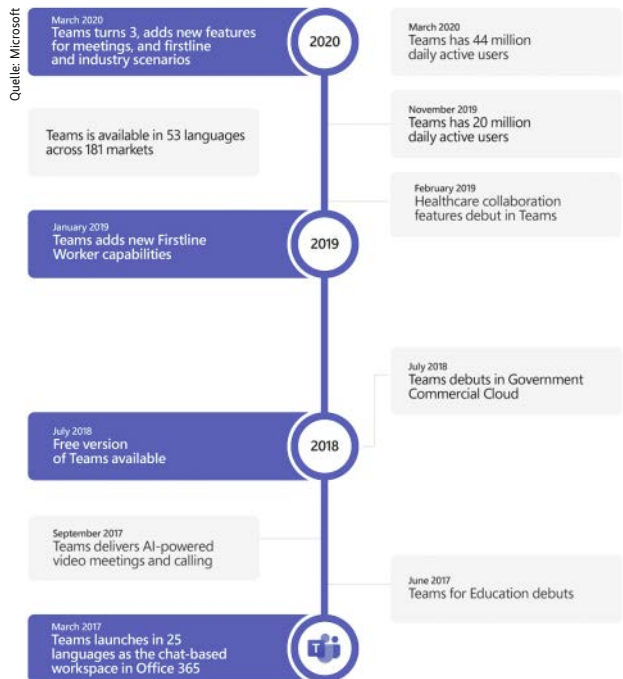 Quelle: Microsoft
March 2020
Teams turns 3, adds new features
for meetings, and firstline
and industry scenarios
2020
March 2020
Teams has 44 million
daily active users
November 2019
Teams has 20 million
daily active users
Teams is available in 53 languages
across 181 markets
February 2019
Healthcare collaboration
features debut in Teams
January 2019
Teams adds new Firstline
Worker capabilities
2019
July 2018
Teams debuts in Government
Commercial Cloud
July 2018
Free version
of Teams available
2018
September 2017
Teams delivers AI-powered
video meetings and calling
June 2017
Teams for Education debuts
March 2017
Teams launches in 25
languages as the chat-based
workspace in Office 365
T